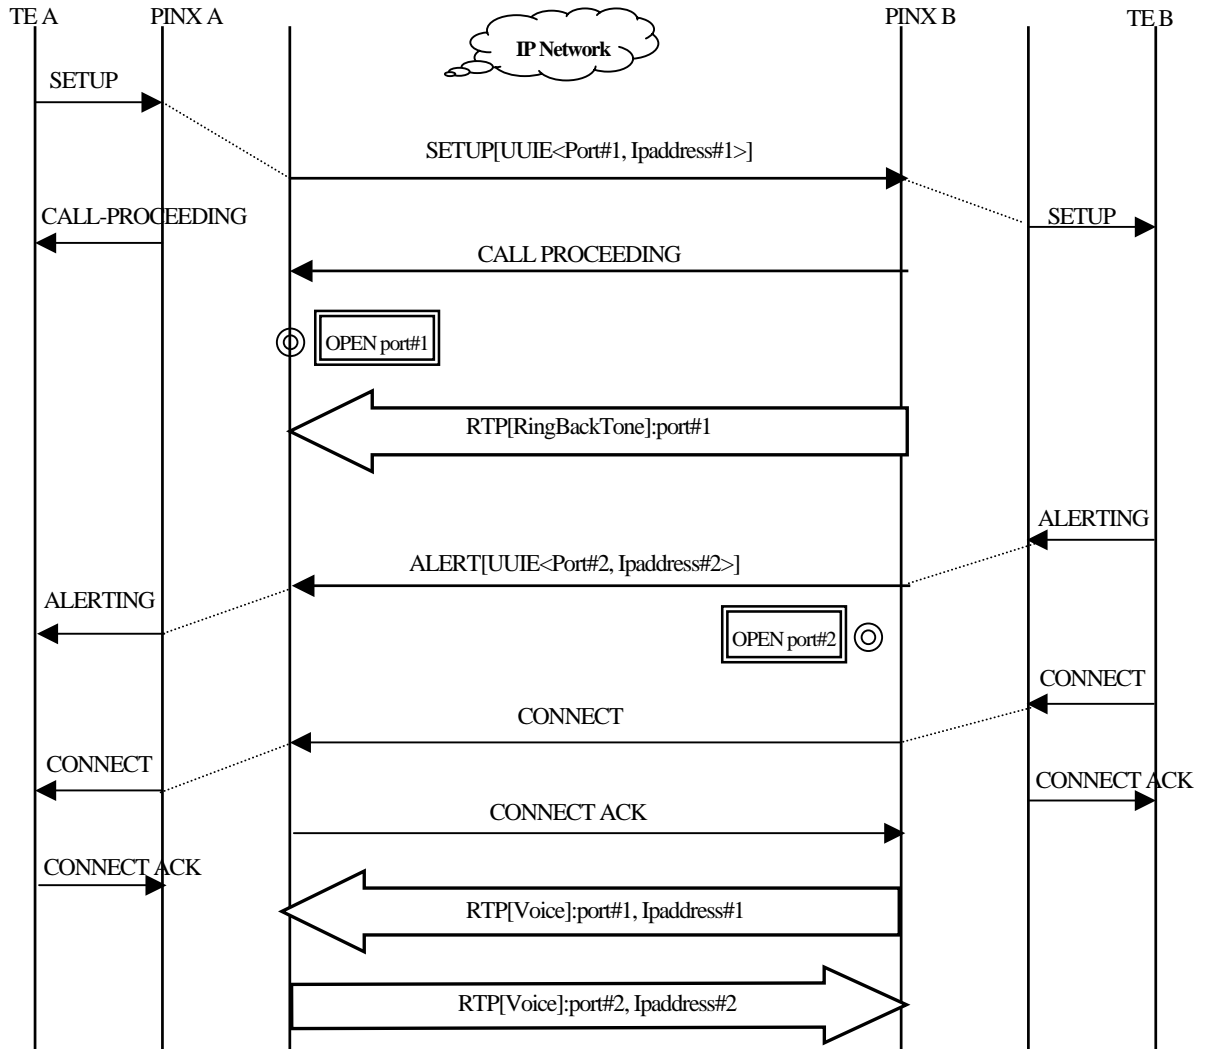 TE A
PINX A
PINX B
TE B
IP Network
SETUP
SETUP[UUIE<Port#1, Ipaddress#1>]
SETUP
CALL-PROCEEDING
CALL PROCEEDING
OPEN port#1
RTP[RingBackTone]:port#1
ALERTING
ALERT[UUIE<Port#2, Ipaddress#2>]
ALERTING
OPEN port#2
CONNECT
CONNECT
CONNECT
CONNECT ACK
CONNECT ACK
CONNECT ACK
RTP[Voice]:port#1, Ipaddress#1
RTP[Voice]:port#2, Ipaddress#2